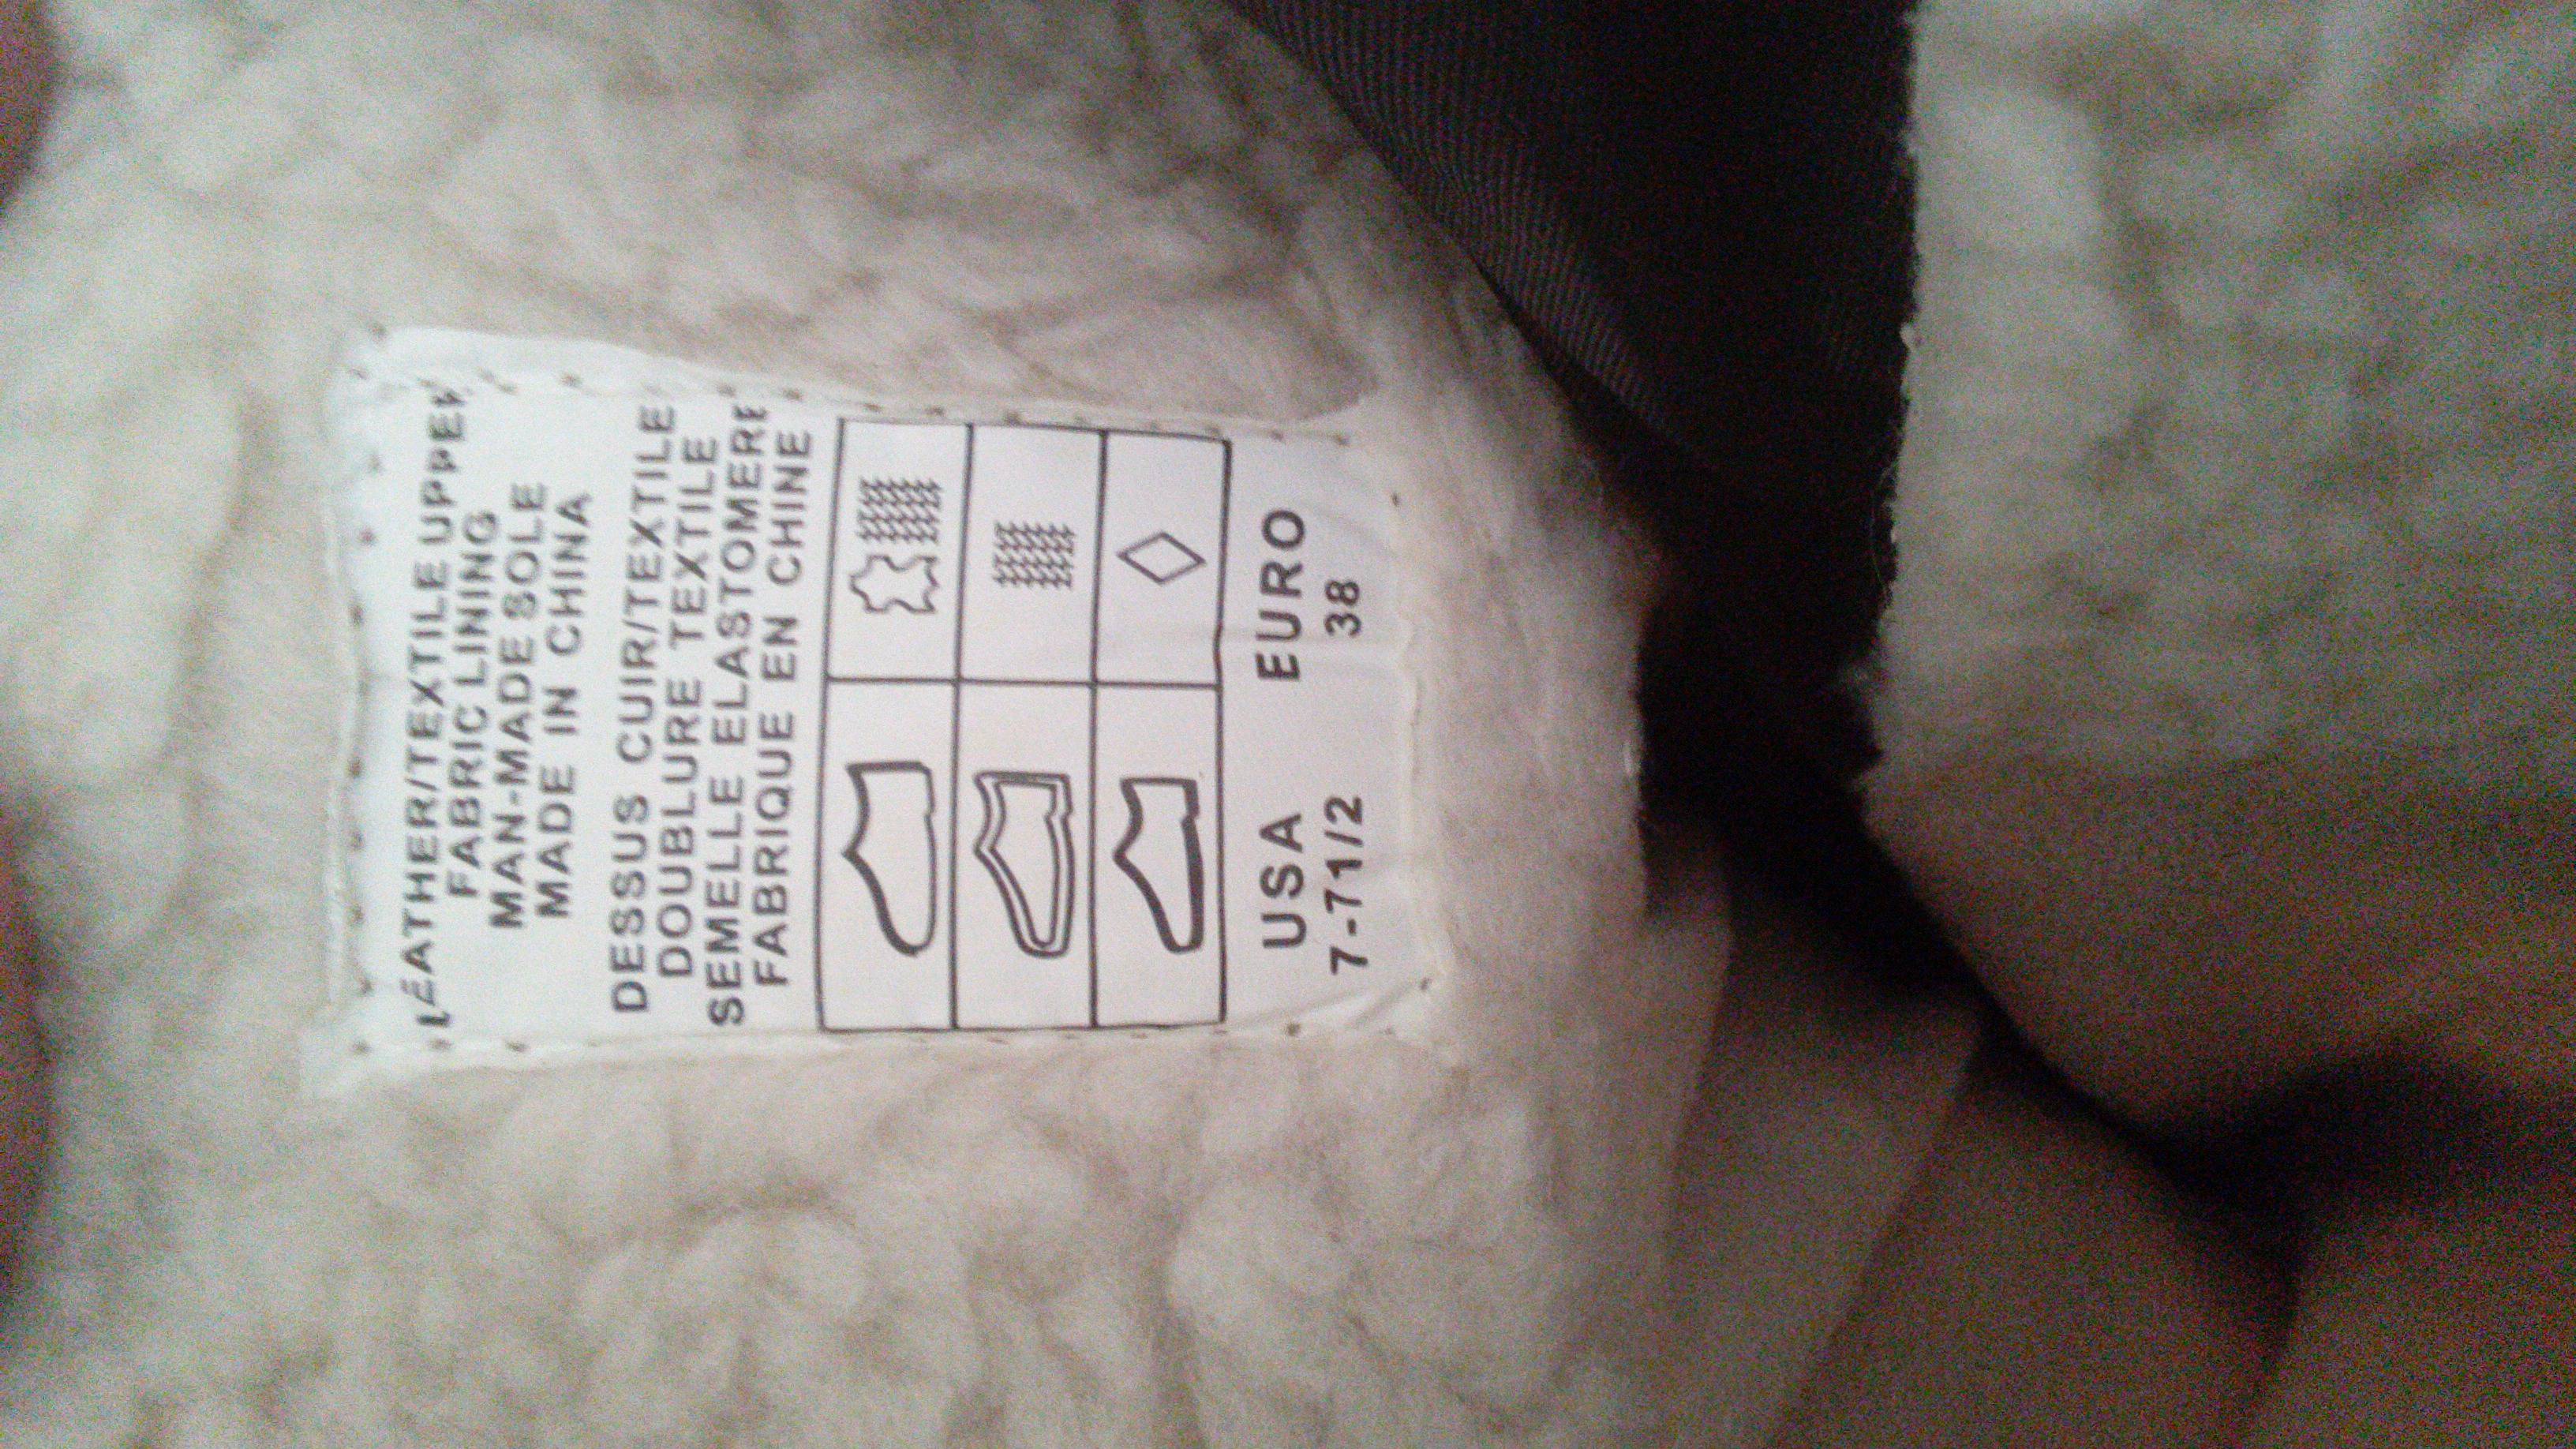 LEATHER/TEXTILE UPPER
FABRIC LINING
MAN-MADE SOLE
MADE IN CHINA
DESSUS CUIR/TEXTILE
DOUBLURE TEXTILE
SEMELLE ELASTOMERE
FABRIQUE EN CHINE
USA EURO
7-71/2 38